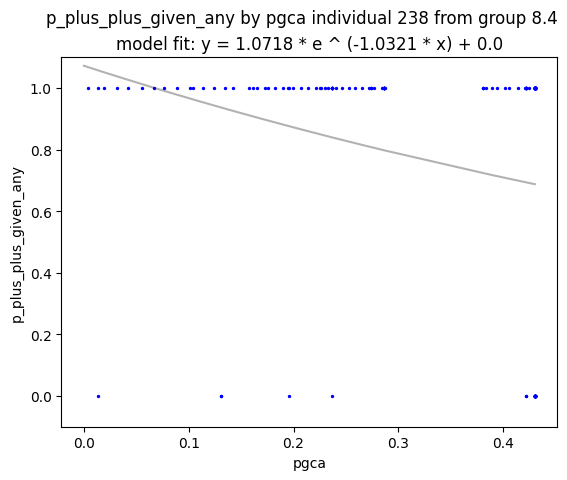 p_plus_plus_given_any by pgca individual 238 from group 8.4
model fit: y = 1.0718 * e ^ (-1.0321 * x) + 0.0
1.0
0.8
0.6
0.4
0.2
0.0
p_plus_plus_given_any
0.0 0.1 0.2 0.3 0.4
pgca